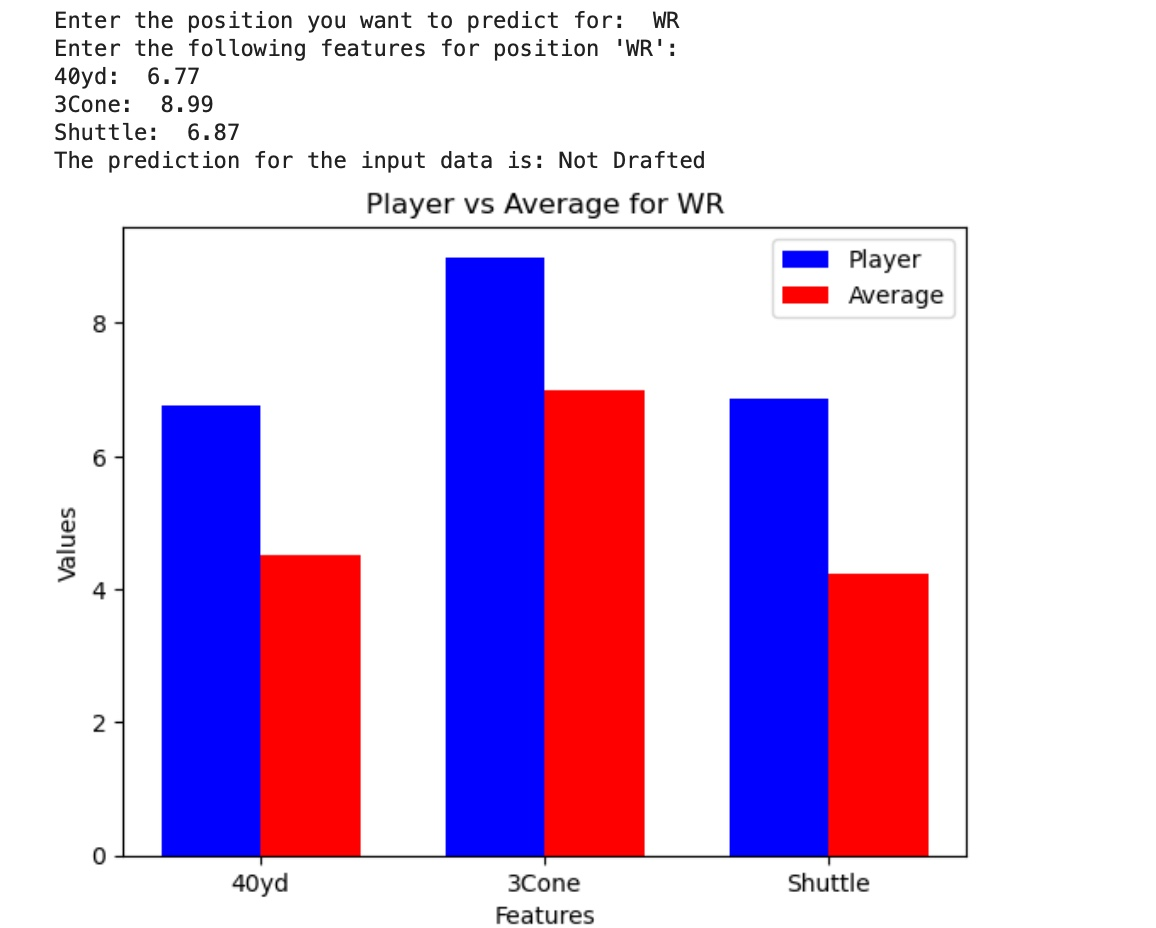 Enter the position you want to predict for:  WR
Enter the following features for position 'WR':
40yd:  6.77
3Cone:  8.99
Shuttle:  6.87
The prediction for the input data is: Not Drafted
Player vs Average for WR
Player
Average
8
6
4
2
0
Values
40yd
3Cone
Shuttle
Features